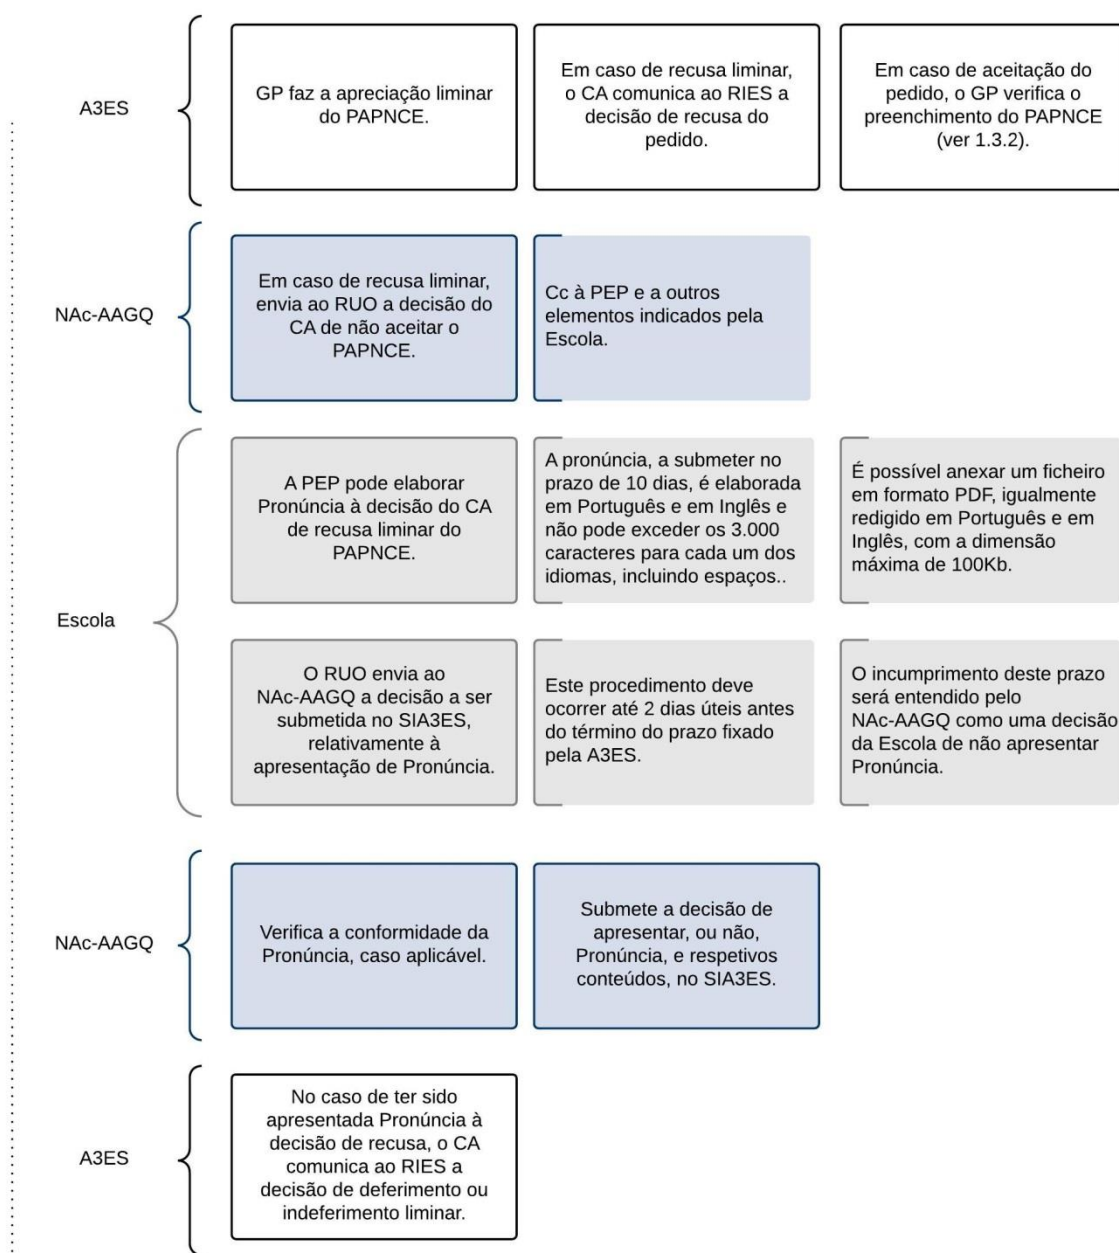 A3ES
GP faz a apreciação liminar
do PAPNCE.
Em caso de recusa liminar,
o CA comunica ao RIES a
decisão de recusa do
pedido.
Em caso de aceitação do
pedido, o GP verifica o
preenchimento do PAPNCE
(ver 1.3.2).
NAc-AAGQ
Em caso de recusa liminar,
envia ao RUO a decisão do
CA de não aceitar o
PAPNCE.
Cc à PEP e a outros
elementos indicados pela
Escola.
Escola
A PEP pode elaborar
Pronúncia à decisão do CA
de recusa liminar do
PAPNCE.
A pronúncia, a submeter no
prazo de 10 dias, é elaborada
em Português e em Inglês e
não pode exceder os 3.000
caracteres para cada um dos
idiomas, incluindo espaços..
É possível anexar um ficheiro
em formato PDF, igualmente
redigido em Português e em
Inglês, com a dimensão
máxima de 100Kb.
O RUO envia ao
NAc-AAGQ a decisão a ser
submetida no SIA3ES,
relativamente à
apresentação de Pronúncia.
Este procedimento deve
ocorrer até 2 dias úteis antes
do término do prazo fixado
pela A3ES.
O incumprimento deste prazo
será entendido pelo
NAc-AAGQ como uma decisão
da Escola de não apresentar
Pronúncia.
NAc-AAGQ
Verifica a conformidade da
Pronúncia, caso aplicável.
Submete a decisão de
apresentar, ou não,
Pronúncia, e respetivos
conteúdos, no SIA3ES.
A3ES
No caso de ter sido
apresentada Pronúncia à
decisão de recusa, o CA
comunica ao RIES a
decisão de deferimento ou
indeferimento liminar.